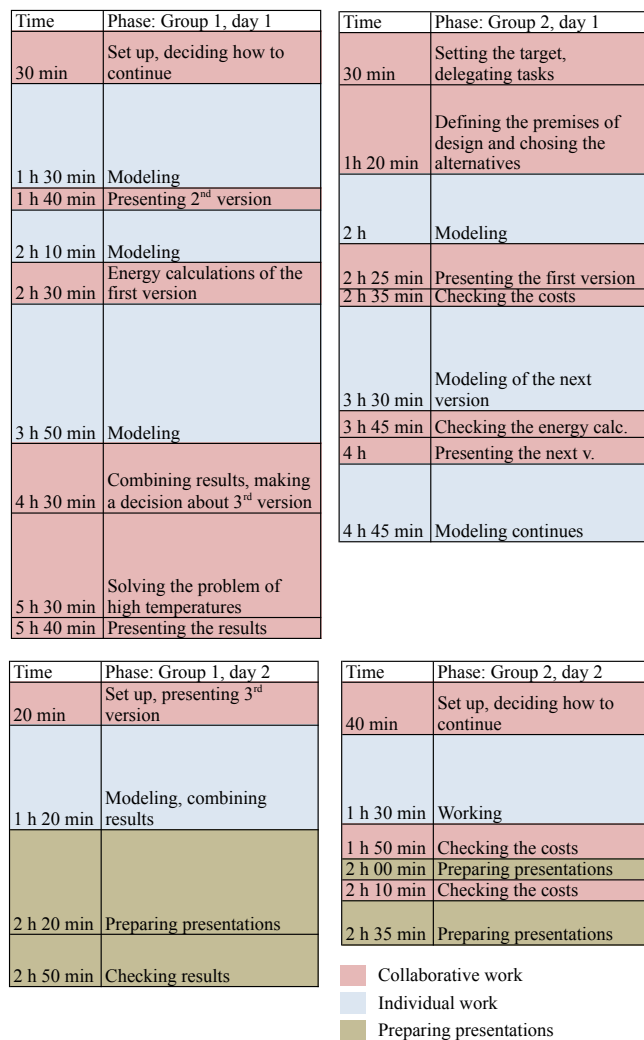 Time Phase: Group 1, day 1
Set up, deciding how to
30 min continue
1 h 30 min Modeling
1 h 40 min Presenting 2nd version
2 h 10 min Modeling
Energy calculations of the
2 h 30 min first version
3 h 50 min Modeling
Combining results, making
4 h 30 min a decision about 3rd version
Solving the problem of
5 h 30 min high temperatures
5 h 40 min Presenting the results
Time Phase: Group 2, day 1
Setting the target,
30 min delegating tasks
Defining the premises of
design and chosing the
1h 20 min alternatives
2 h Modeling
2 h 25 min Presenting the first version
2 h 35 min Checking the costs
Modeling of the next
3 h 30 min version
3 h 45 min Checking the energy calc.
4 h Presenting the next v.
4 h 45 min Modeling continues
Time Phase: Group 1, day 2
Set up, presenting 3rd
20 min version
Modeling, combining
1 h 20 min results
2 h 20 min Preparing presentations
2 h 50 min Checking results
Time Phase: Group 2, day 2
Set up, deciding how to
40 min continue
1 h 30 min Working
1 h 50 min Checking the costs
2 h 00 min Preparing presentations
2 h 10 min Checking the costs
2 h 35 min Preparing presentations
Collaborative work
Individual work
Preparing presentations